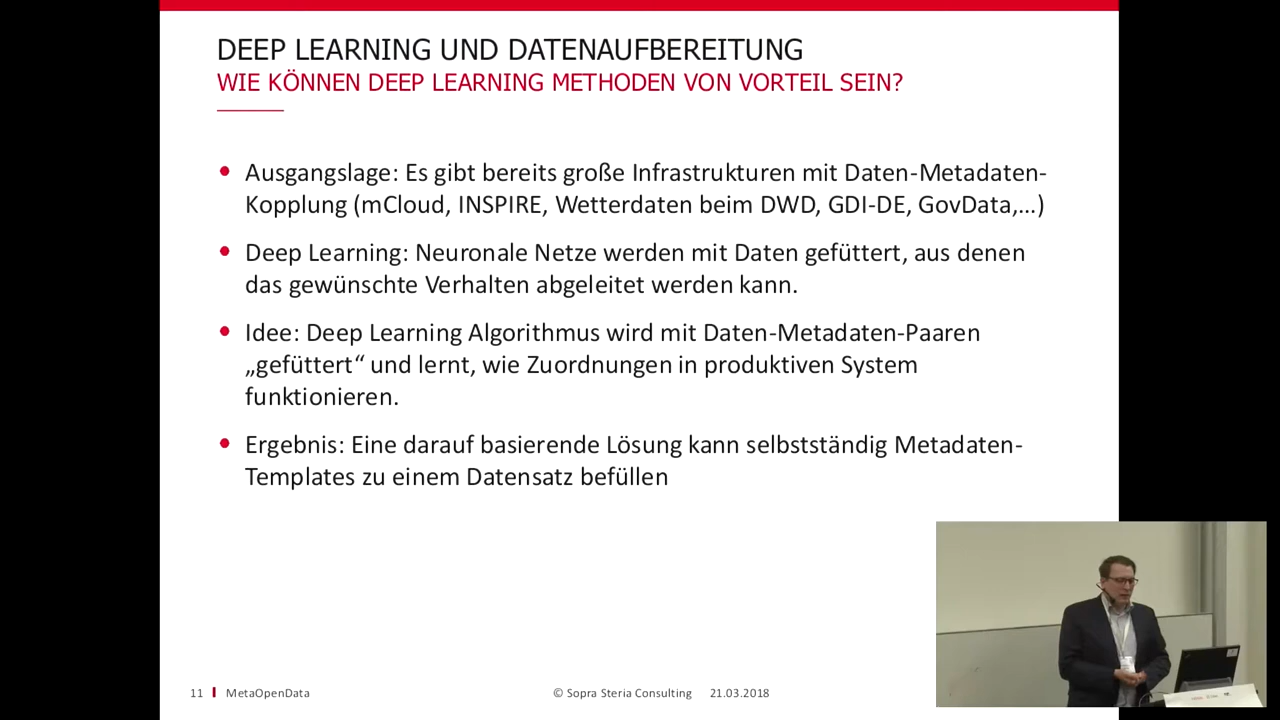 DEEP LEARNING UND DATENAUFBEREITUNG
WIE KÖNNEN DEEP LEARNING METHODEN VON VORTEIL SEIN?
Ausgangslage: Es gibt bereits große Infrastrukturen mit Daten-Metadaten-
Kopplung (mCloud, INSPIRE, Wetterdaten beim DWD, GDI-DE, GovData,...)
Deep Learning: Neuronale Netze werden mit Daten gefüttert, aus denen
das gewünschte Verhalten abgeleitet werden kann.
Idee: Deep Learning Algorithmus wird mit Daten-Metadaten-Paaren
„gefüttert“ und lernt, wie Zuordnungen in produktiven System
funktionieren.
Ergebnis: Eine darauf basierende Lösung kann selbstständig Metadaten-
Templates zu einem Datensatz befüllen
11 MetaOpenData © Sopra Steria Consulting 21.03.2018